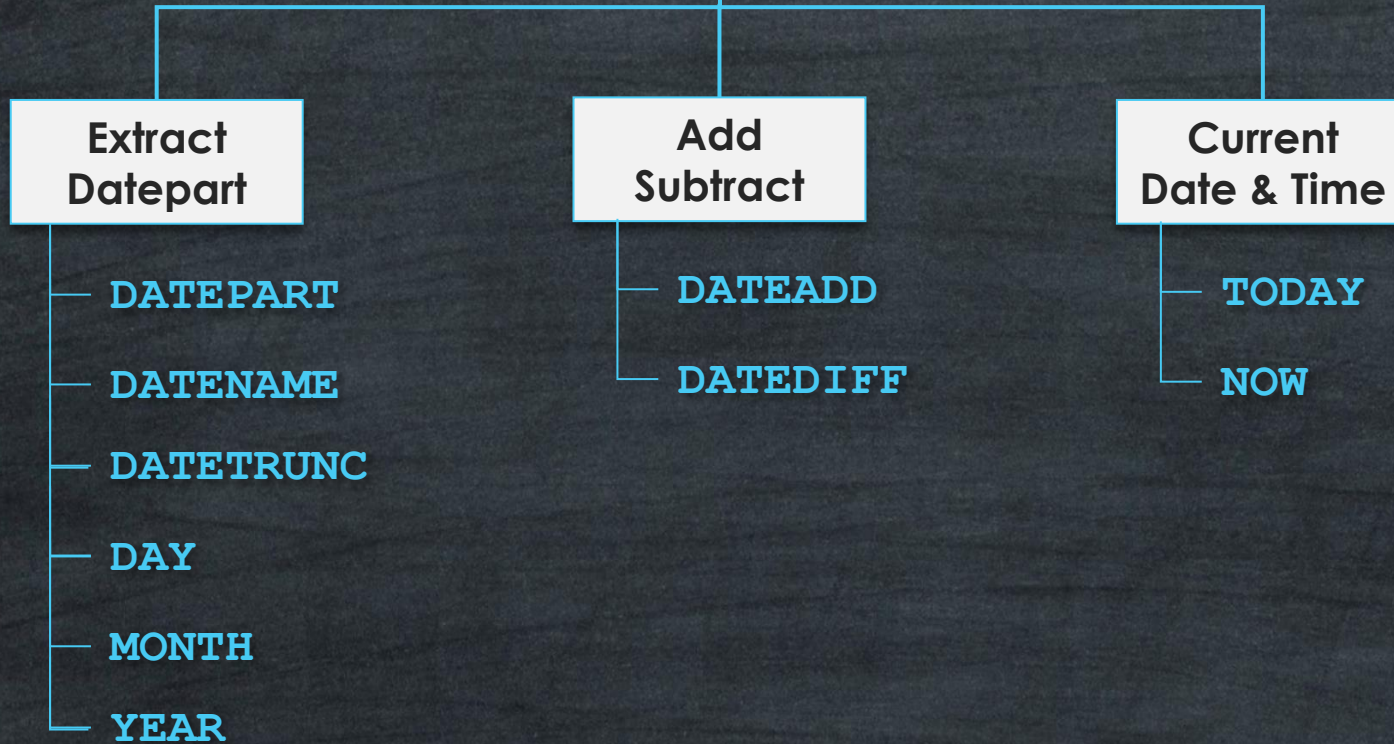 Extract
Datepart
DATEPART
DATENAME
DATETRUNC
DAY
MONTH
YEAR
Add
Subtract
DATEADD
DATEDIFF
Current
Date & Time
TODAY
NOW